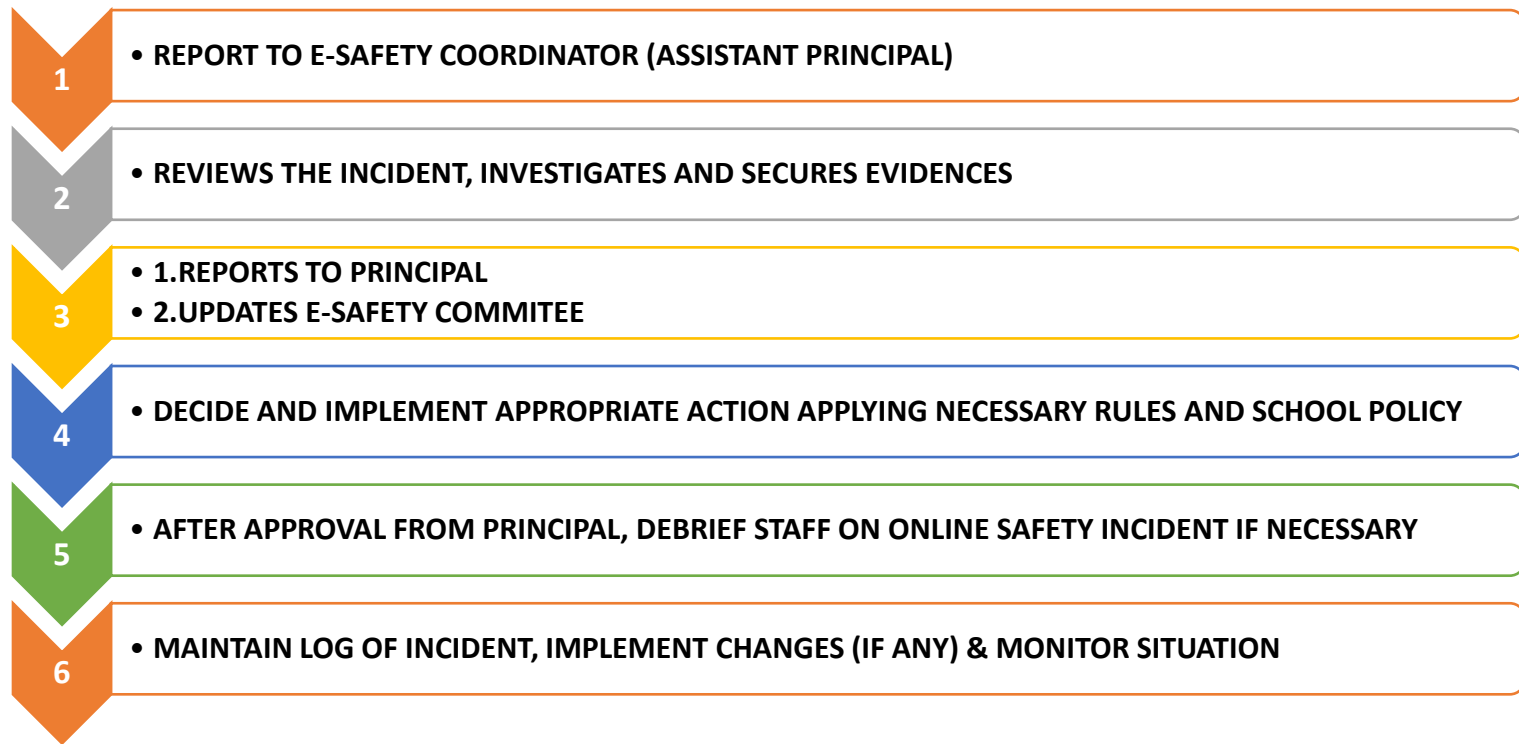 1
• REPORT TO E-SAFETY COORDINATOR (ASSISTANT PRINCIPAL)
2
• REVIEWS THE INCIDENT, INVESTIGATES AND SECURES EVIDENCES
3
• 1.REPORTS TO PRINCIPAL
• 2.UPDATES E-SAFETY COMMITEE
4
• DECIDE AND IMPLEMENT APPROPRIATE ACTION APPLYING NECESSARY RULES AND SCHOOL POLICY
5
• AFTER APPROVAL FROM PRINCIPAL, DEBRIEF STAFF ON ONLINE SAFETY INCIDENT IF NECESSARY
6
• MAINTAIN LOG OF INCIDENT, IMPLEMENT CHANGES (IF ANY) & MONITOR SITUATION